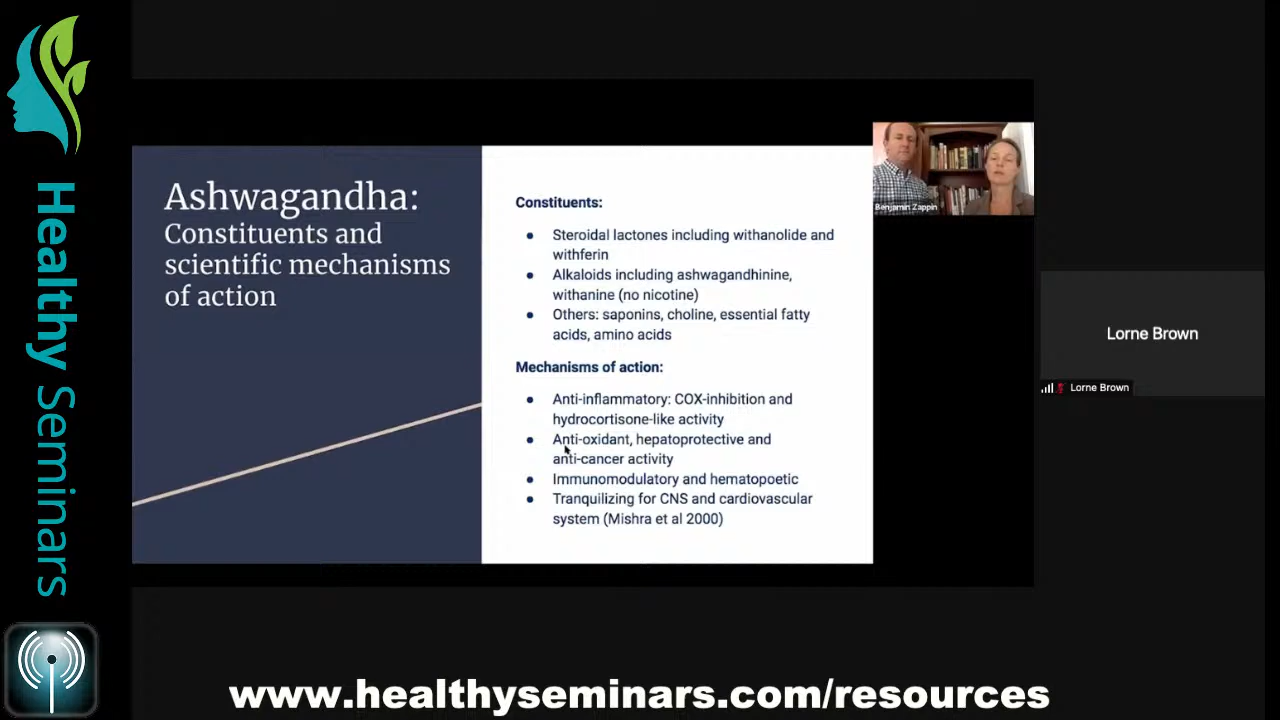 Healthy Seminars
Ashwagandha:
Constituents and
scientific mechanisms
of action
Constituents:
● Steroidal lactones including withanolide and
withferin
● Alkaloids including ashwagandhinine,
withanine (no nicotine)
● Others: saponins, choline, essential fatty
acids, amino acids
Mechanisms of action:
● Anti-inflammatory: COX-inhibition and
hydrocortisone-like activity
● Anti-oxidant, hepatoprotective and
anti-cancer activity
● Immunomodulatory and hematopoetic
● Tranquilizing for CNS and cardiovascular
system (Mishra et al 2000)
Benjamin Zappin
Lorne Brown
Lorne Brown
www.healthyseminars.com/resources